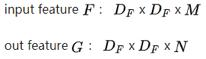 input feature F : D_F x D_F x M
out feature G : D_F x D_F x N